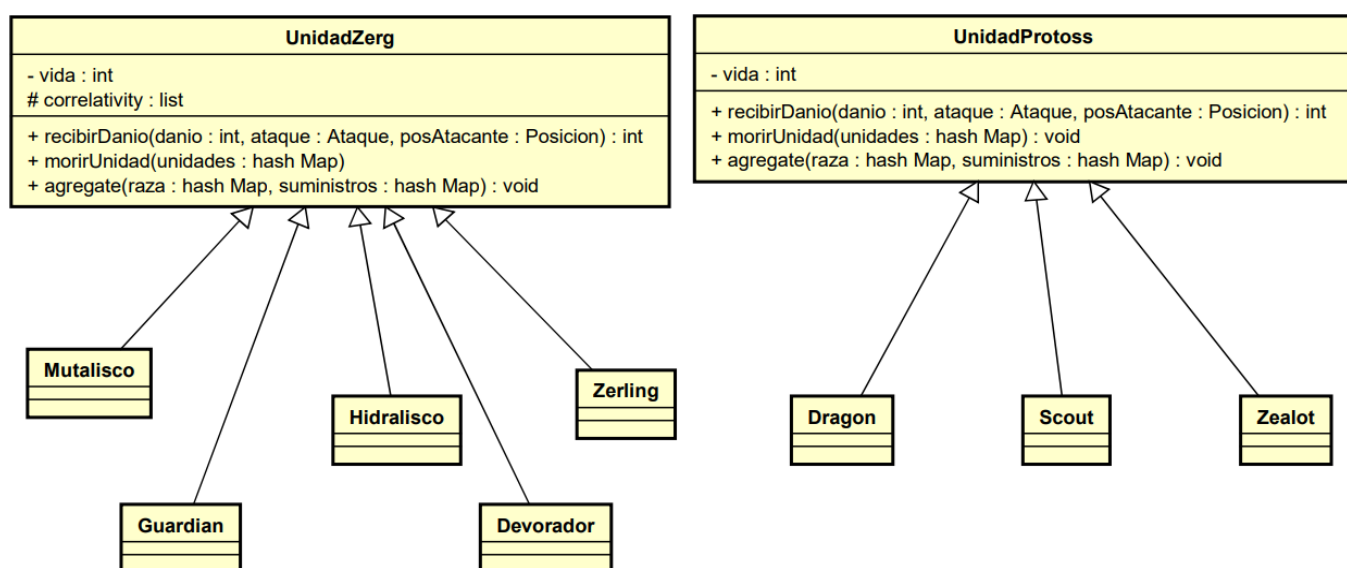 UnidadZerg
- vida : int
# correlativity : list
+ recibirDanio(danio : int, ataque : Ataque, posAtacante : Posicion) : int
+ morirUnidad(unidades : hash Map)
+ agregate(raza : hash Map, suministros : hash Map) : void
UnidadProtoss
- vida : int
+ recibirDanio(danio : int, ataque : Ataque, posAtacante : Posicion) : int
+ morirUnidad(unidades : hash Map) : void
+ agregate(raza : hash Map, suministros : hash Map) : void
Mutalisco
Hidralisco
Zerling
Guardian
Devorador
Dragon
Scout
Zealot